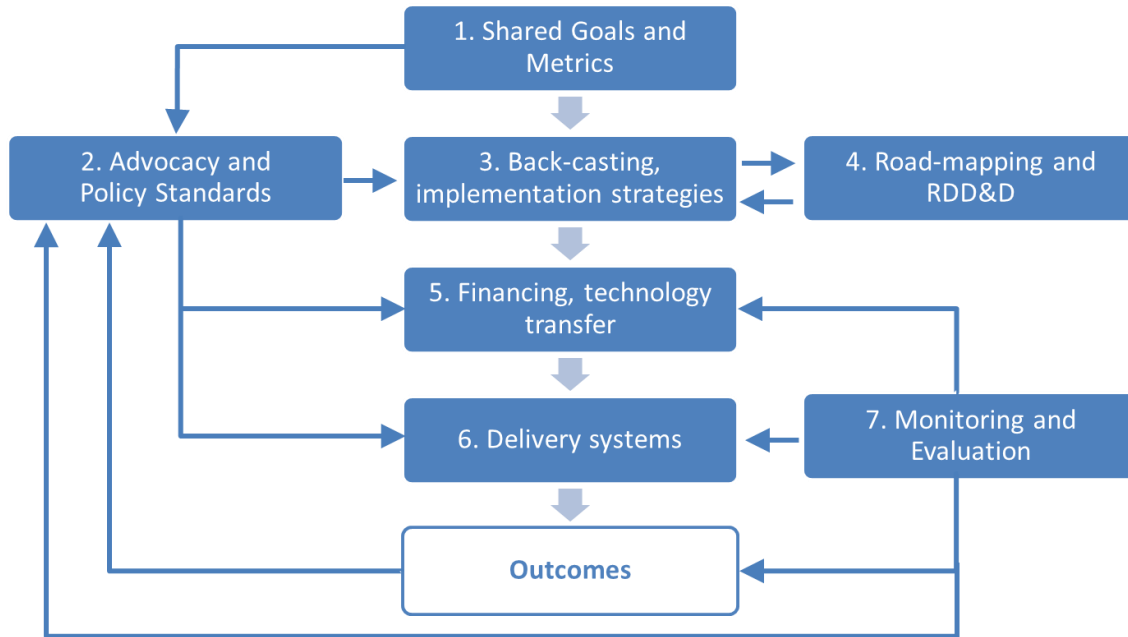 1. Shared Goals and
Metrics
2. Advocacy and
Policy Standards
3. Back-casting,
implementation strategies
4. Road-mapping and
RDD&D
5. Financing, technology
transfer
6. Delivery systems
7. Monitoring and
Evaluation
Outcomes